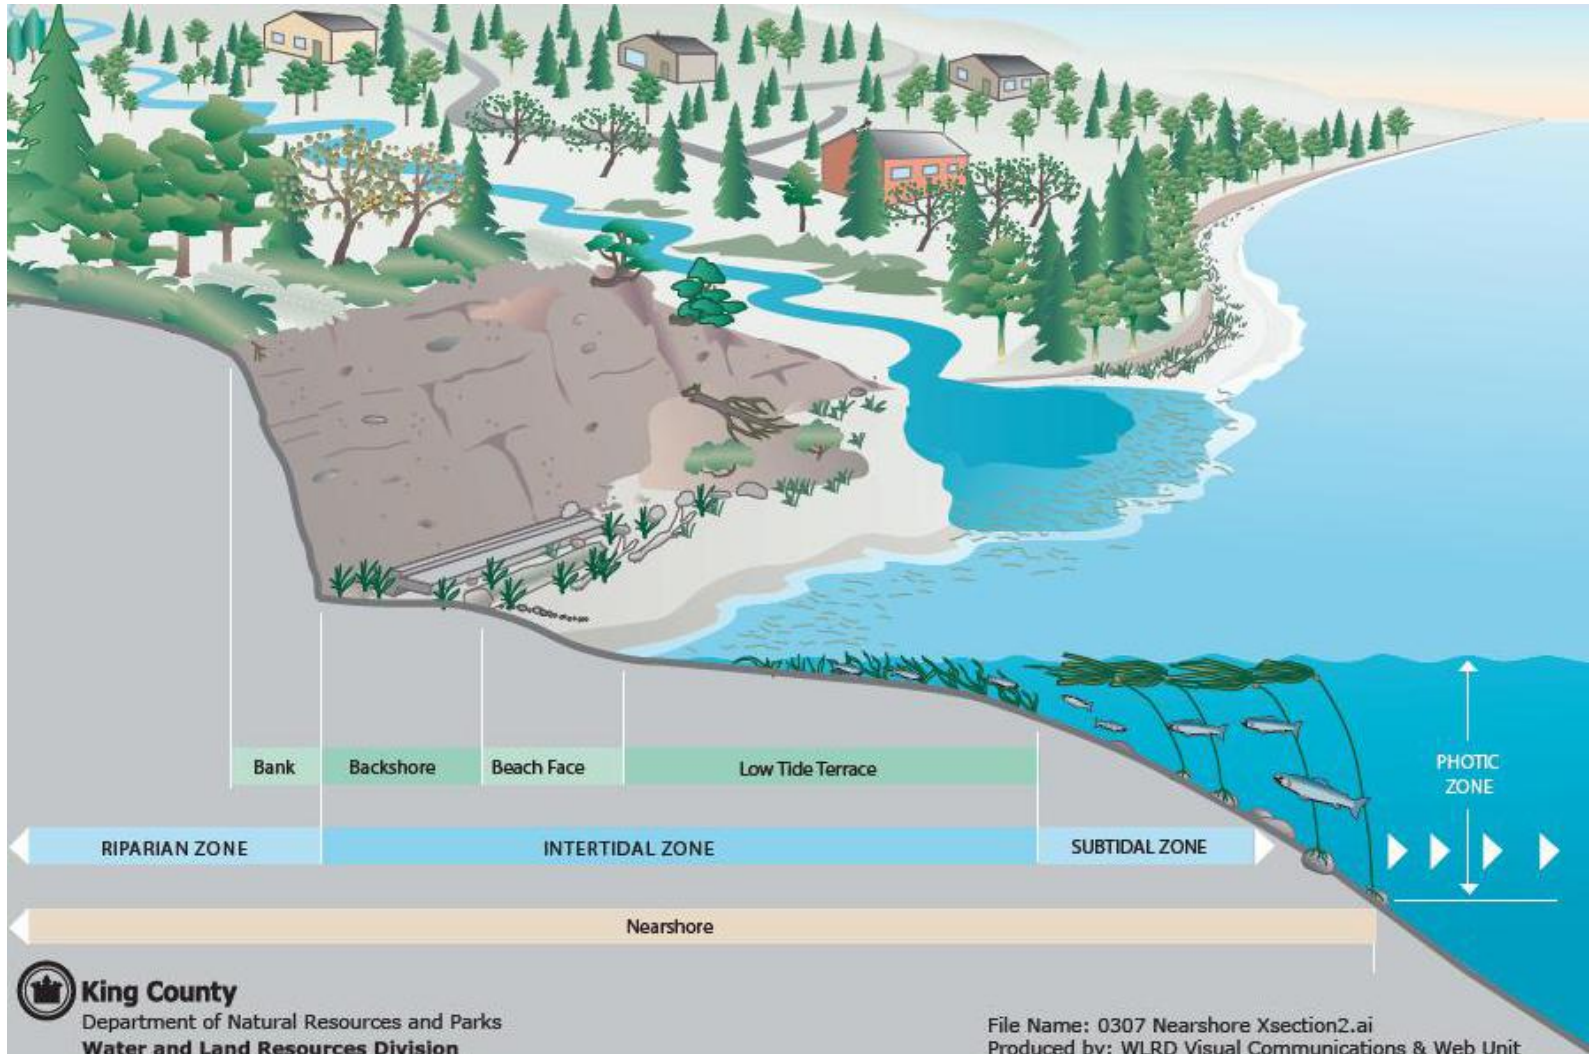 PHOTIC
ZONE
Bank
Backshore
Beach Face
Low Tide Terrace
RIPARIAN ZONE
INTERTIDAL ZONE
SUBTIDAL ZONE
Nearshore
King County
Department of Natural Resources and Parks
Water and Land Resources Division
File Name: 0307 Nearshore Xsection2.ai
Produced by: WLRD Visual Communications & Web Unit